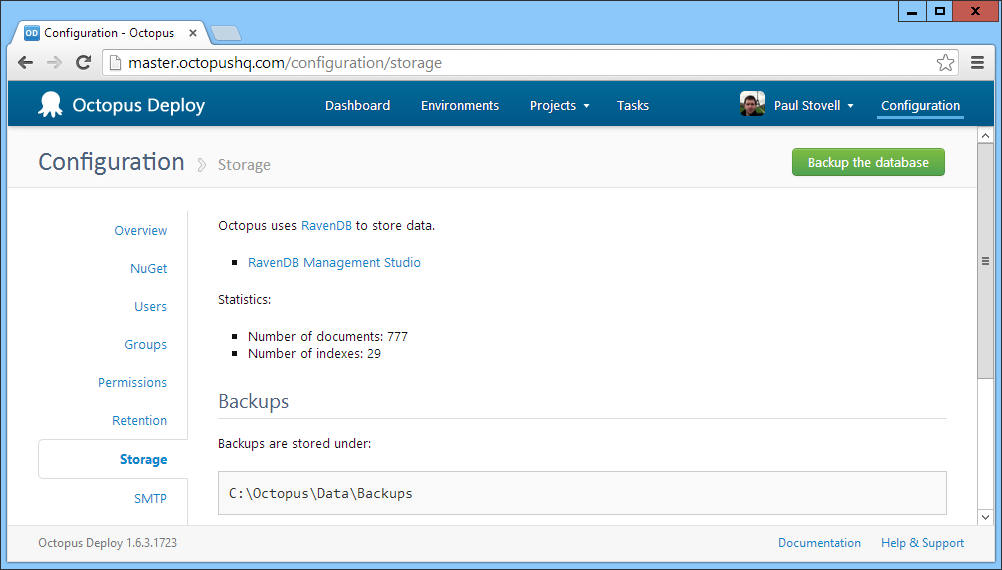 Configuration - Octopus
master.octopushq.com/configuration/storage
Octopus Deploy Dashboard Environments Projects Tasks Paul Stovell Configuration
Configuration Storage Backup the database
Overview
NuGet
Users
Groups
Permissions
Retention
Storage
SMTP
Octopus uses RavenDB to store data.
RavenDB Management Studio
Statistics:
Number of documents: 777
Number of indexes: 29
Backups
Backups are stored under:
C:\Octopus\Data\Backups
Octopus Deploy 1.6.3.1723 Documentation Help & Support